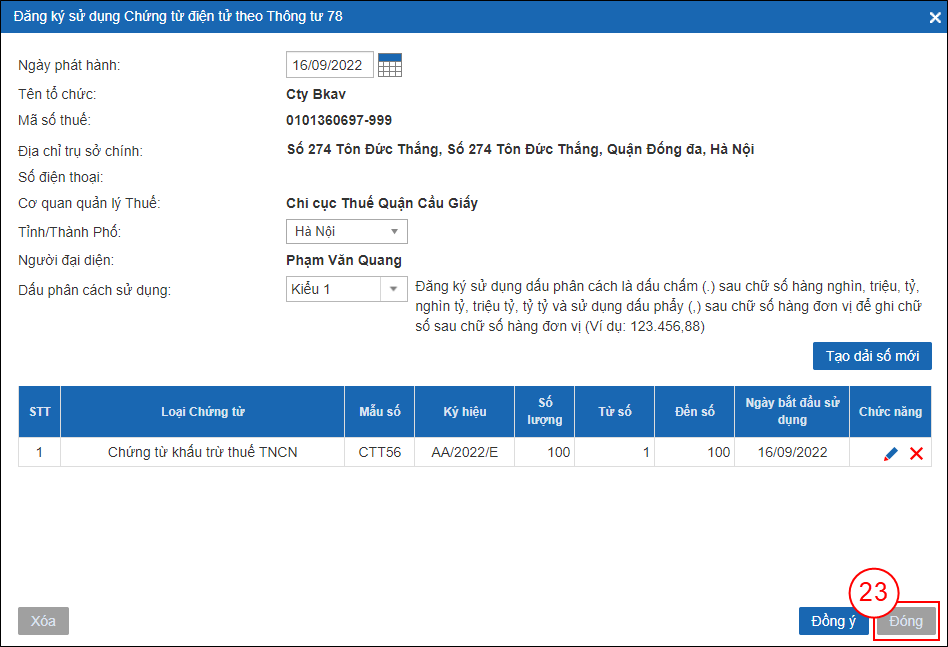 Đăng ký sử dụng Chứng từ điện tử theo Thông tư 78
Ngày phát hành: 16/09/2022
Tên tổ chức: Cty Bkav
Mã số thuế: 0101360697-999
Địa chỉ trụ sở chính: Số 274 Tôn Đức Thắng, Số 274 Tôn Đức Thắng, Quận Đống đa, Hà Nội
Số điện thoại:
Cơ quan quản lý Thuế: Chi cục Thuế Quận Cầu Giấy
Tỉnh/Thành Phố: Hà Nội
Người đại diện: Phạm Văn Quang
Dấu phân cách sử dụng: Kiểu 1 Đăng ký sử dụng dấu phân cách là dấu chấm (.) sau chữ số hàng nghìn, triệu, tỷ,
nghìn tỷ, triệu tỷ, tỷ tỷ và sử dụng dấu phẩy (,) sau chữ số hàng đơn vị để ghi chữ
số sau chữ số hàng đơn vị (Ví dụ: 123.456,88)
Tạo dải số mới
STT Loại Chứng từ Mẫu số Ký hiệu Số lượng Từ số Đến số Ngày bắt đầu sử dụng Chức năng
1 Chứng từ khấu trừ thuế TNCN CTT56 AA/2022/E 100 1 100 16/09/2022
23
Xóa Đồng ý Đóng